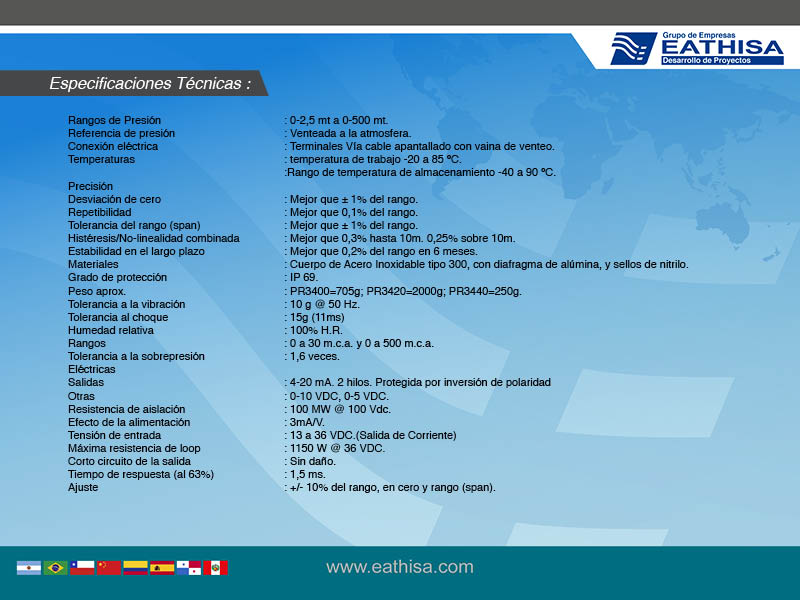 Grupo de Empresas
EATHISA
Desarrollo de Proyectos
Especificaciones Técnicas :
Rangos de Presión : 0-2,5 mt a 0-500 mt.
Referencia de presión : Venteada a la atmosfera.
Conexión eléctrica : Terminales Vía cable apantallado con vaina de venteo.
Temperaturas : temperatura de trabajo -20 a 85 ºC.
:Rango de temperatura de almacenamiento -40 a 90 ºC.
Precisión
Desviación de cero : Mejor que ± 1% del rango.
Repetibilidad : Mejor que 0,1% del rango.
Tolerancia del rango (span) : Mejor que ± 1% del rango.
Histéresis/No-linealidad combinada : Mejor que 0,3% hasta 10m. 0,25% sobre 10m.
Estabilidad en el largo plazo : Mejor que 0,2% del rango en 6 meses.
Materiales : Cuerpo de Acero Inoxidable tipo 300, con diafragma de alúmina, y sellos de nitrilo.
Grado de protección : IP 69.
Peso aprox. : PR3400=705g; PR3420=2000g; PR3440=250g.
Tolerancia a la vibración : 10 g @ 50 Hz.
Tolerancia al choque : 15g (11ms)
Humedad relativa : 100% H.R.
Rangos : 0 a 30 m.c.a. y 0 a 500 m.c.a.
Tolerancia a la sobrepresión : 1,6 veces.
Eléctricas
Salidas : 4-20 mA. 2 hilos. Protegida por inversión de polaridad
Otras : 0-10 VDC, 0-5 VDC.
Resistencia de aislación : 100 MW @ 100 Vdc.
Efecto de la alimentación : 3mA/V.
Tensión de entrada : 13 a 36 VDC.(Salida de Corriente)
Máxima resistencia de loop : 1150 W @ 36 VDC.
Corto circuito de la salida : Sin daño.
Tiempo de respuesta (al 63%) : 1,5 ms.
Ajuste : +/- 10% del rango, en cero y rango (span).
www.eathisa.com